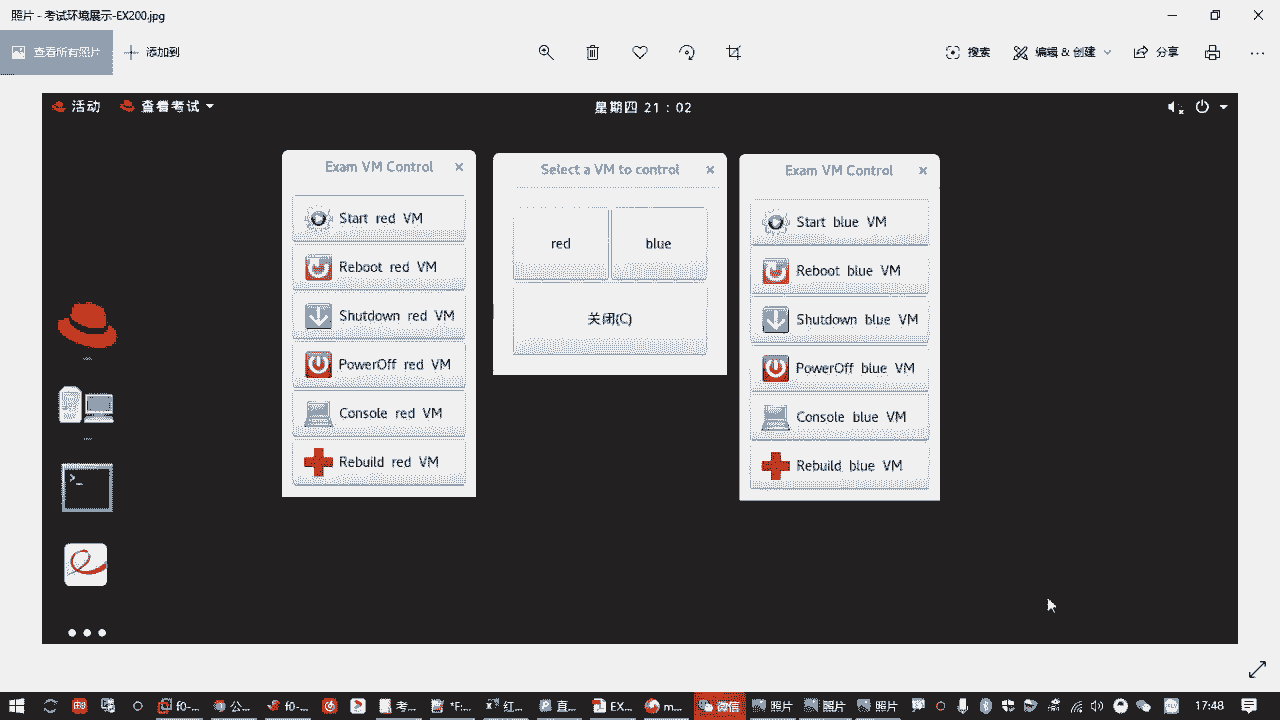 照片 - 考试环境展示-EX200.jpg
查看所有照片
添加到
搜索
编辑 & 创建
分享
活动
查看考试
星期四 21：02
Exam VM Control
Start red VM
Reboot red VM
Shutdown red VM
PowerOff red VM
Console red VM
Rebuild red VM
Select a VM to control
red
blue
关闭(C)
Exam VM Control
Start blue VM
Reboot blue VM
Shutdown blue VM
PowerOff blue VM
Console blue VM
Rebuild blue VM
f0-...
公...
f0-...
考...
*F...
红...
直...
EX...
m...
微信
照片
照片
照片
17:48